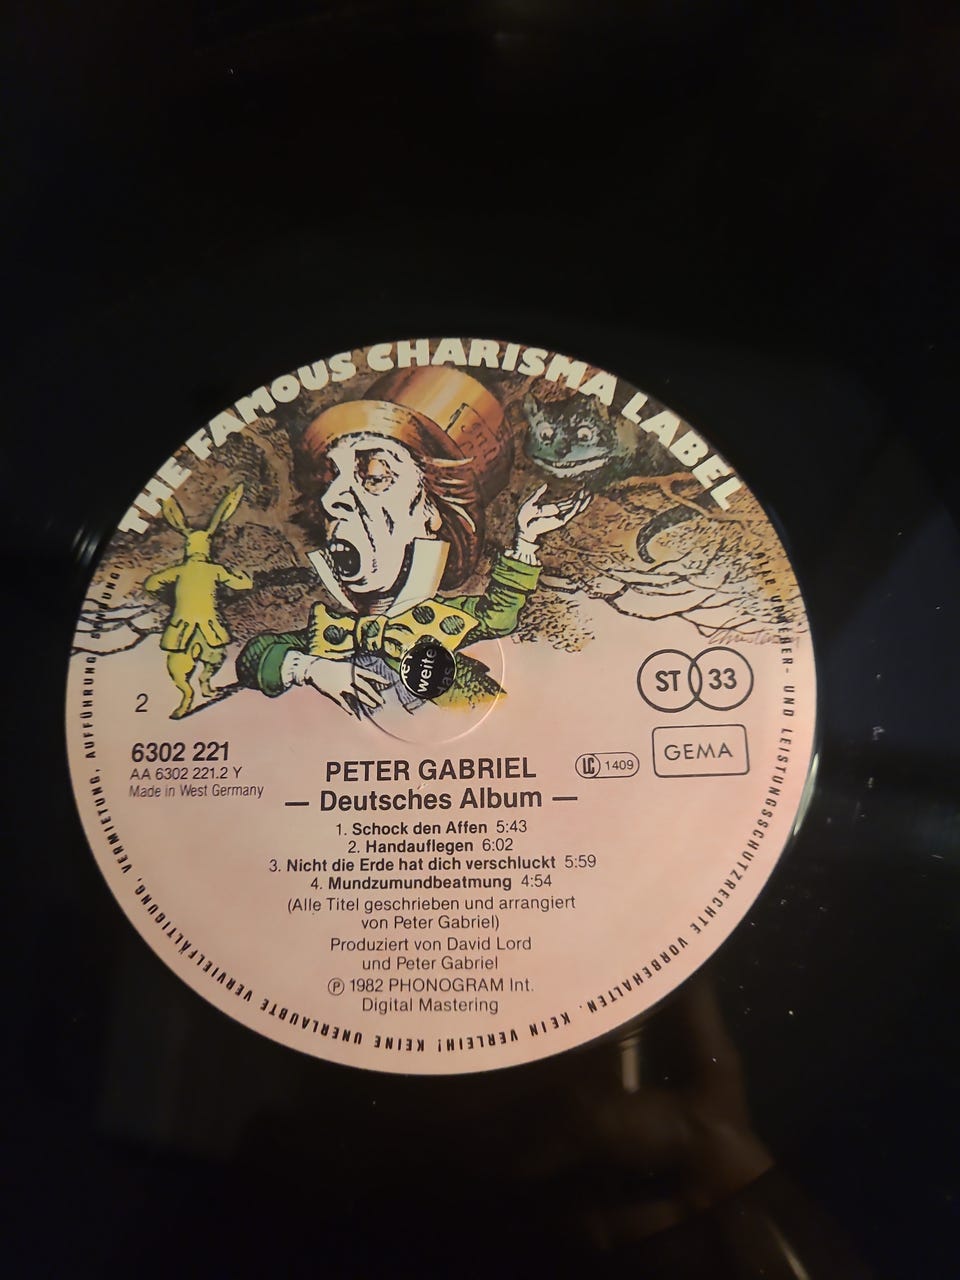 THE FAMOUS CHARISMA LABEL
ST 33
2
6302 221
AA 6302 221.2 Y
Made in West Germany
LC 1409
GEMA
PETER GABRIEL
— Deutsches Album —
1. Schock den Affen 5:43
2. Handauflegen 6:02
3. Nicht die Erde hat dich verschluckt 5:59
4. Mundzumundbeatmung 4:54
(Alle Titel geschrieben und arrangiert
von Peter Gabriel)
Produziert von David Lord
und Peter Gabriel
℗ 1982 PHONOGRAM Int.
Digital Mastering
ALLE URHEBER- UND LEISTUNGSSCHUTZRECHTE VORBEHALTEN. KEIN VERLEIH! KEINE UNERLAUBTE VERVIELFÄLTIGUNG, VERMIETUNG, AUFFÜHRUNG, SENDUNG!
weite